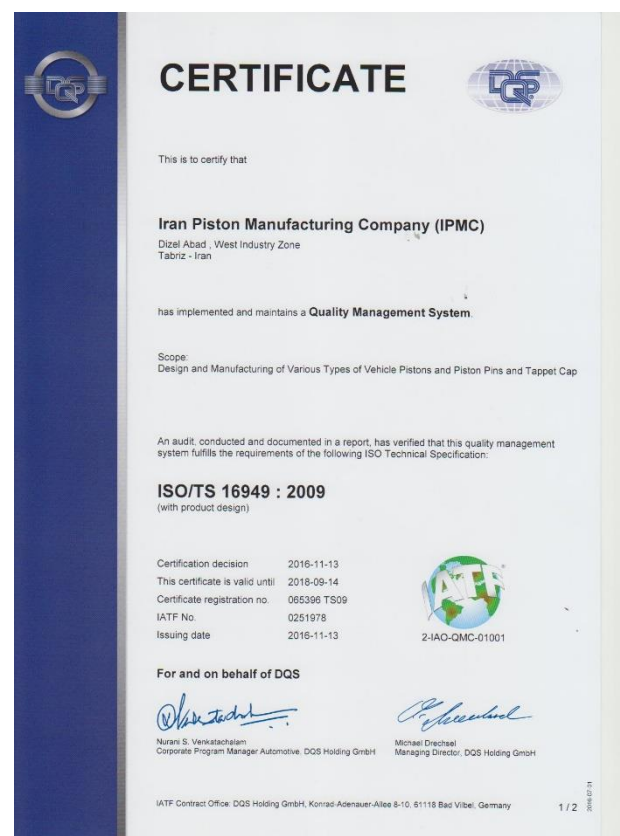 DQS
CERTIFICATE
DQS
This is to certify that
Iran Piston Manufacturing Company (IPMC)
Dizel Abad , West Industry Zone
Tabriz - Iran
has implemented and maintains a Quality Management System.
Scope:
Design and Manufacturing of Various Types of Vehicle Pistons and Piston Pins and Tappet Cap
An audit, conducted and documented in a report, has verified that this quality management
system fulfills the requirements of the following ISO Technical Specification:
ISO/TS 16949 : 2009
(with product design)
Certification decision 2016-11-13
This certificate is valid until 2018-09-14
Certificate registration no. 065396 TS09
IATF No. 0251978
Issuing date 2016-11-13
IATF
2-IAO-QMC-01001
For and on behalf of DQS
Nurani S. Venkatachalam
Corporate Program Manager Automotive, DQS Holding GmbH
Michael Drechsel
Managing Director, DQS Holding GmbH
IATF Contract Office: DQS Holding GmbH, Konrad-Adenauer-Allee 8-10, 61118 Bad Vilbel, Germany
1 / 2
2016-07-01